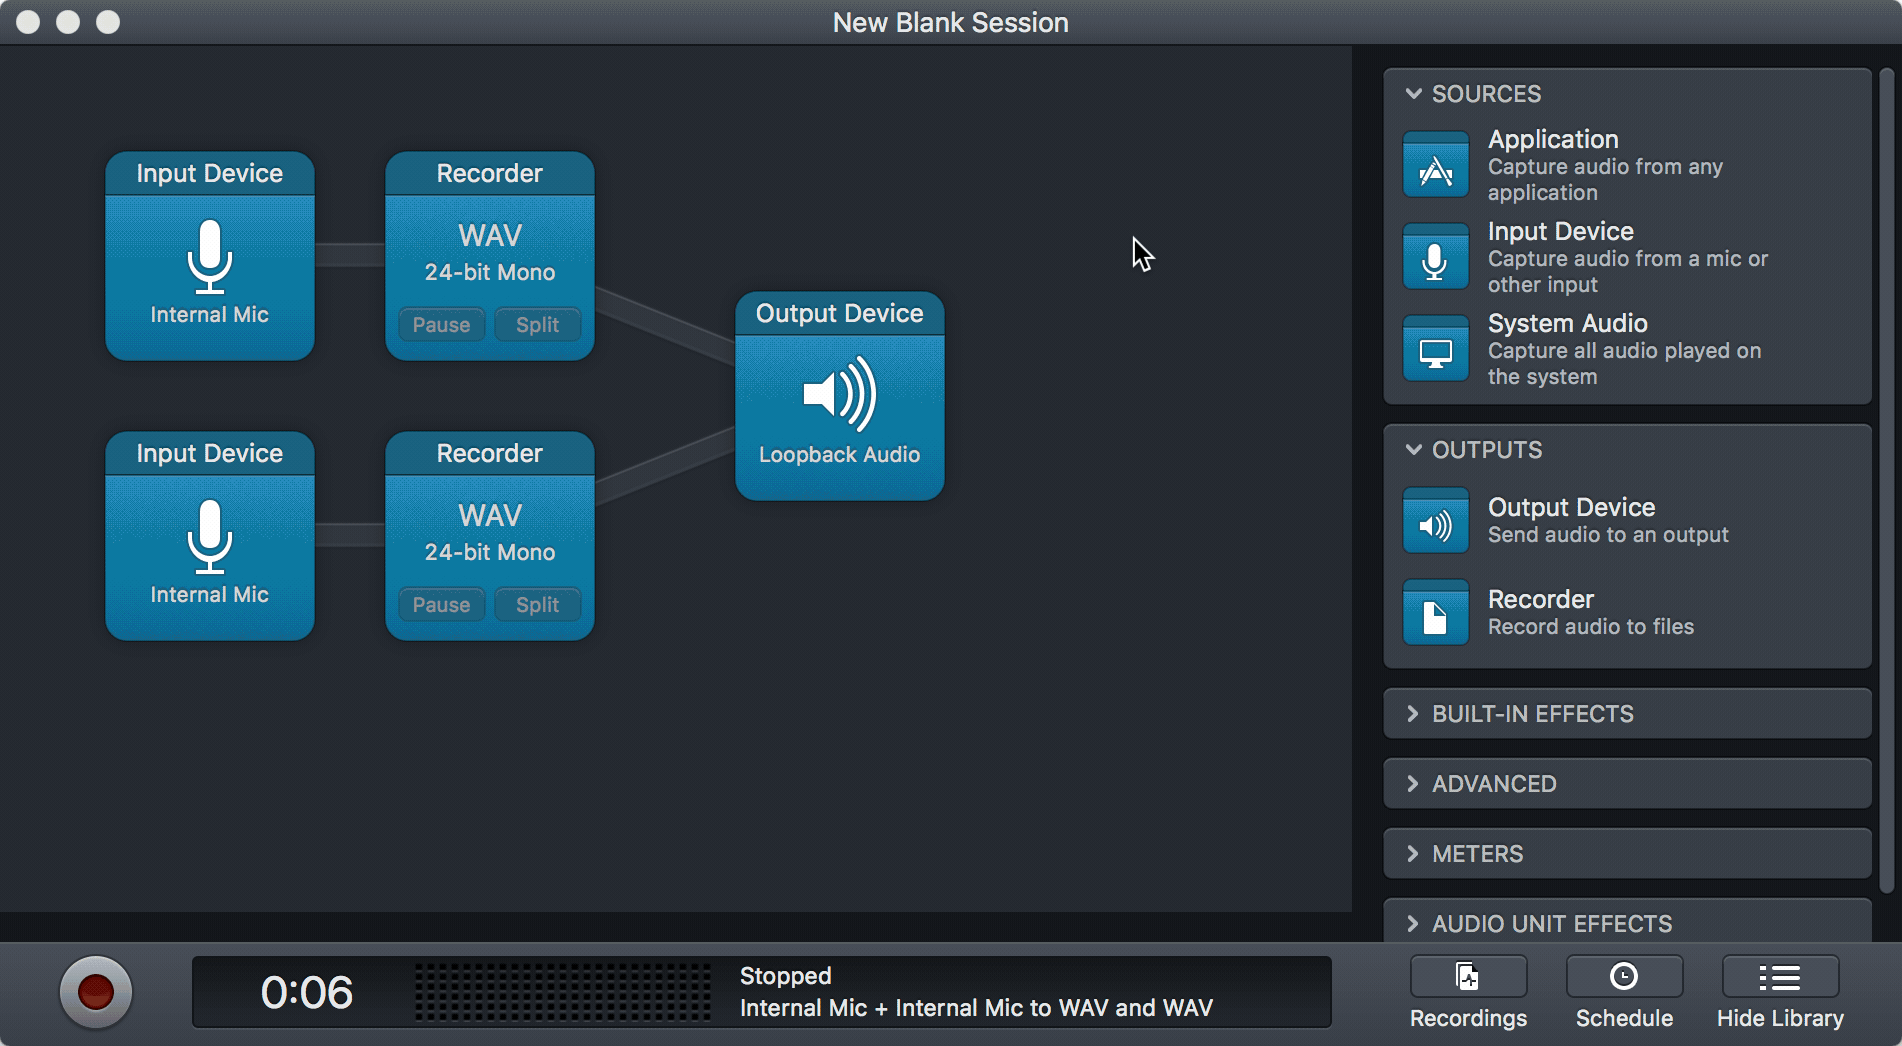 New Blank Session
Input Device
Internal Mic
Recorder
WAV
24-bit Mono
Pause
Split
Input Device
Internal Mic
Recorder
WAV
24-bit Mono
Pause
Split
Output Device
Loopback Audio
SOURCES
Application
Capture audio from any
application
Input Device
Capture audio from a mic or
other input
System Audio
Capture all audio played on
the system
OUTPUTS
Output Device
Send audio to an output
Recorder
Record audio to files
BUILT-IN EFFECTS
ADVANCED
METERS
AUDIO UNIT EFFECTS
0:06
Stopped
Internal Mic + Internal Mic to WAV and WAV
Recordings
Schedule
Hide Library